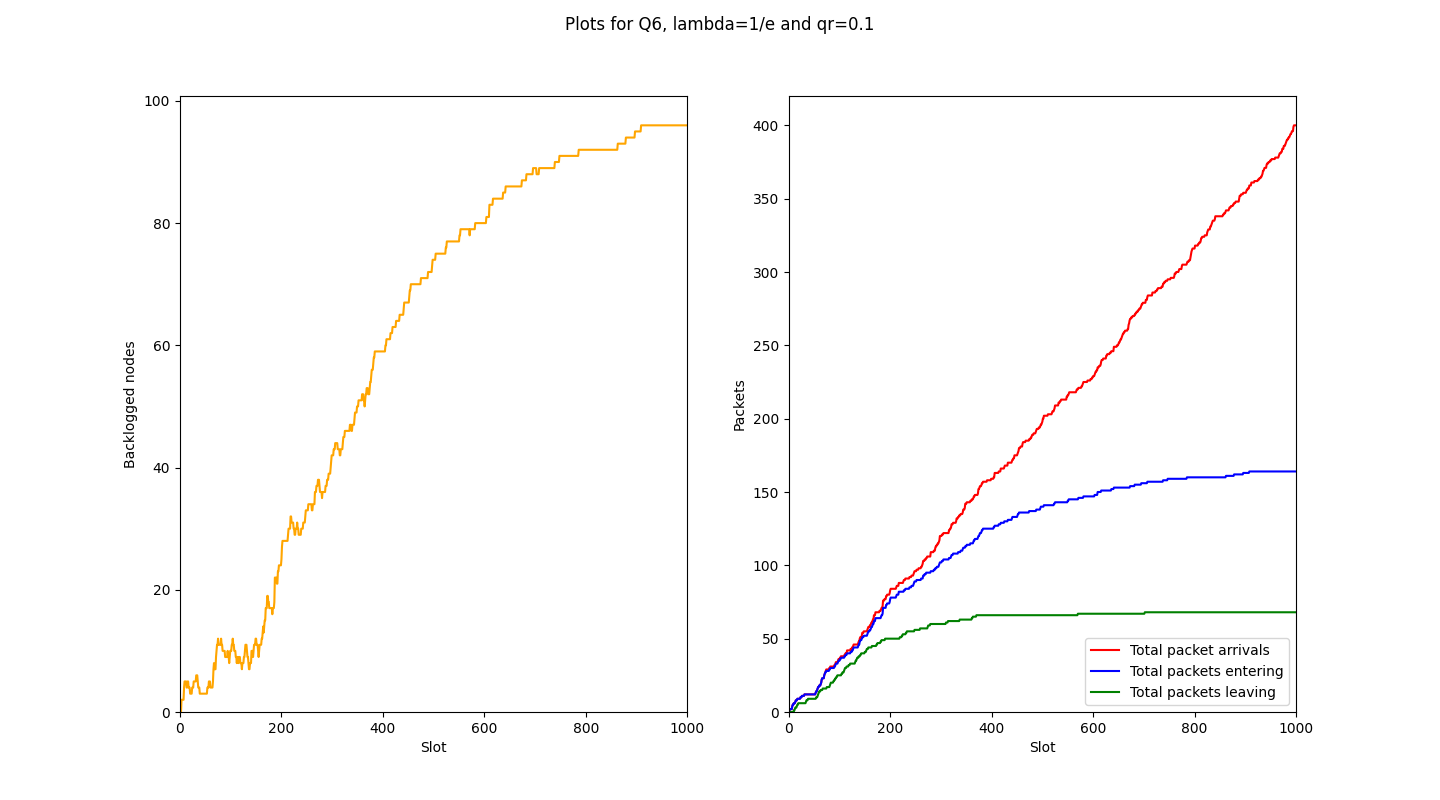 Plots for Q6, lambda=1/e and qr=0.1
100
80
60
40
20
0
Backlogged nodes
0 200 400 600 800 1000
Slot
400
350
300
250
200
150
100
50
0
Packets
Total packet arrivals
Total packets entering
Total packets leaving
0 200 400 600 800 1000
Slot